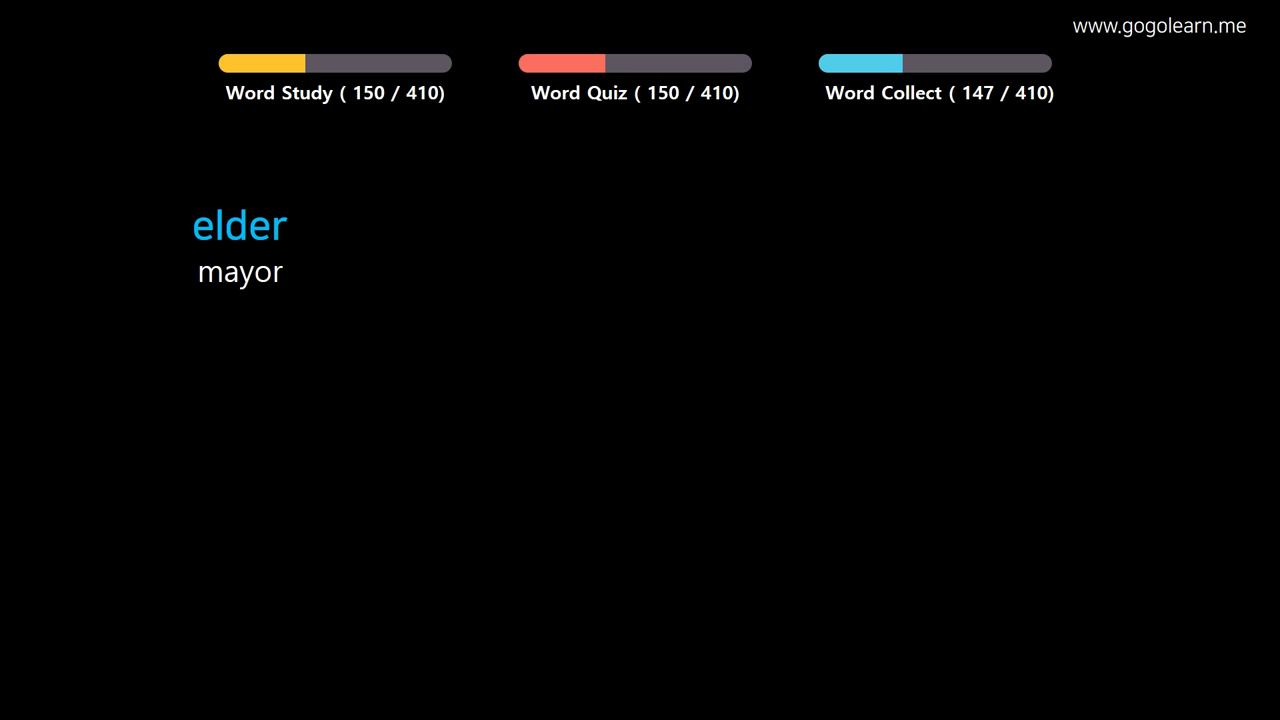 www.gogolearn.me
Word Study ( 150 / 410)
Word Quiz ( 150 / 410)
Word Collect ( 147 / 410)
elder
mayor